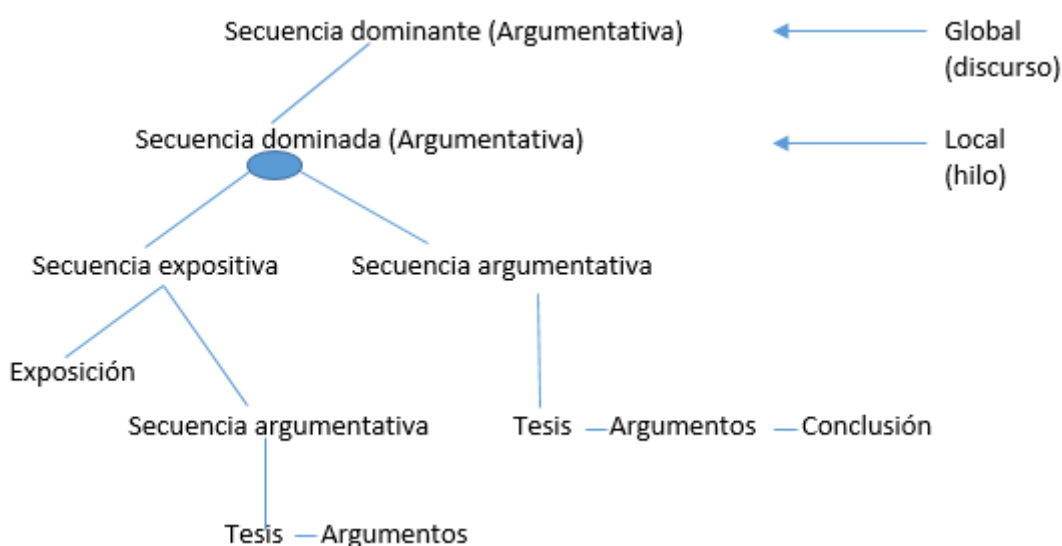 Secuencia dominante (Argumentativa)
Global
(discurso)
Secuencia dominada (Argumentativa)
Local
(hilo)
Secuencia expositiva
Secuencia argumentativa
Exposición
Secuencia argumentativa
Tesis
Argumentos
Conclusión
Tesis
Argumentos